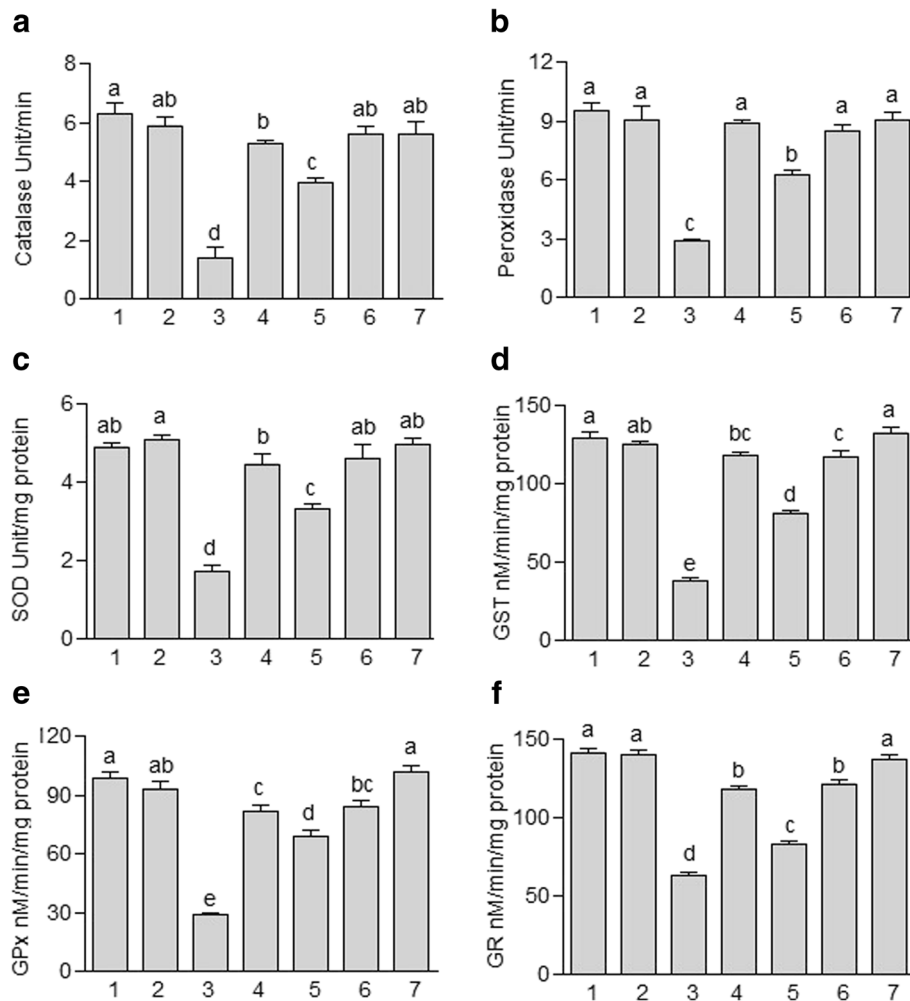 a
Catalase Unit/min
8
6
4
2
0
a
ab
d
b
c
ab
ab
1 2 3 4 5 6 7
b
Peroxidase Unit/min
12
9
6
3
0
a
a
c
a
b
a
a
1 2 3 4 5 6 7
c
SOD Unit/mg protein
6
4
2
0
ab
a
d
b
c
ab
ab
1 2 3 4 5 6 7
d
GST nM/min/mg protein
150
100
50
0
a
ab
e
bc
d
c
a
1 2 3 4 5 6 7
e
GPx nM/min/mg protein
120
90
60
30
0
a
ab
e
c
d
bc
a
1 2 3 4 5 6 7
f
GR nM/min/mg protein
150
100
50
0
a
a
d
b
c
b
a
1 2 3 4 5 6 7